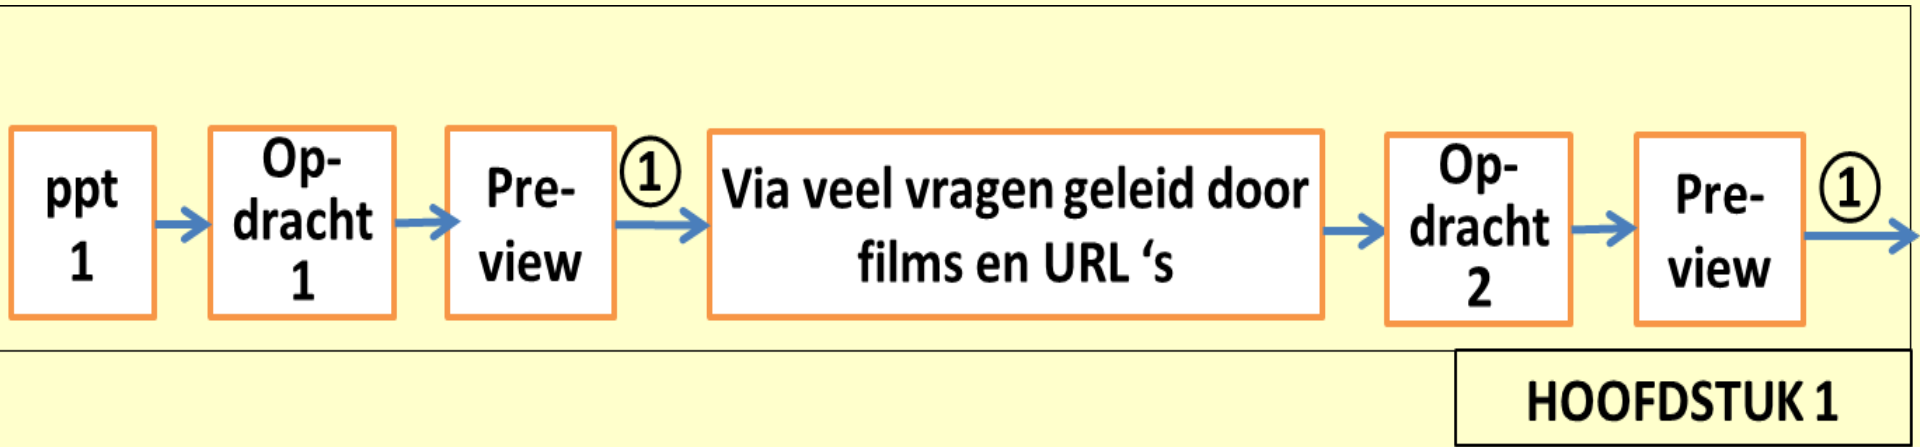 ppt
1
Op-
dracht
1
Pre-
view
1
Via veel vragen geleid door
films en URL ‘s
Op-
dracht
2
Pre-
view
1
HOOFDSTUK 1